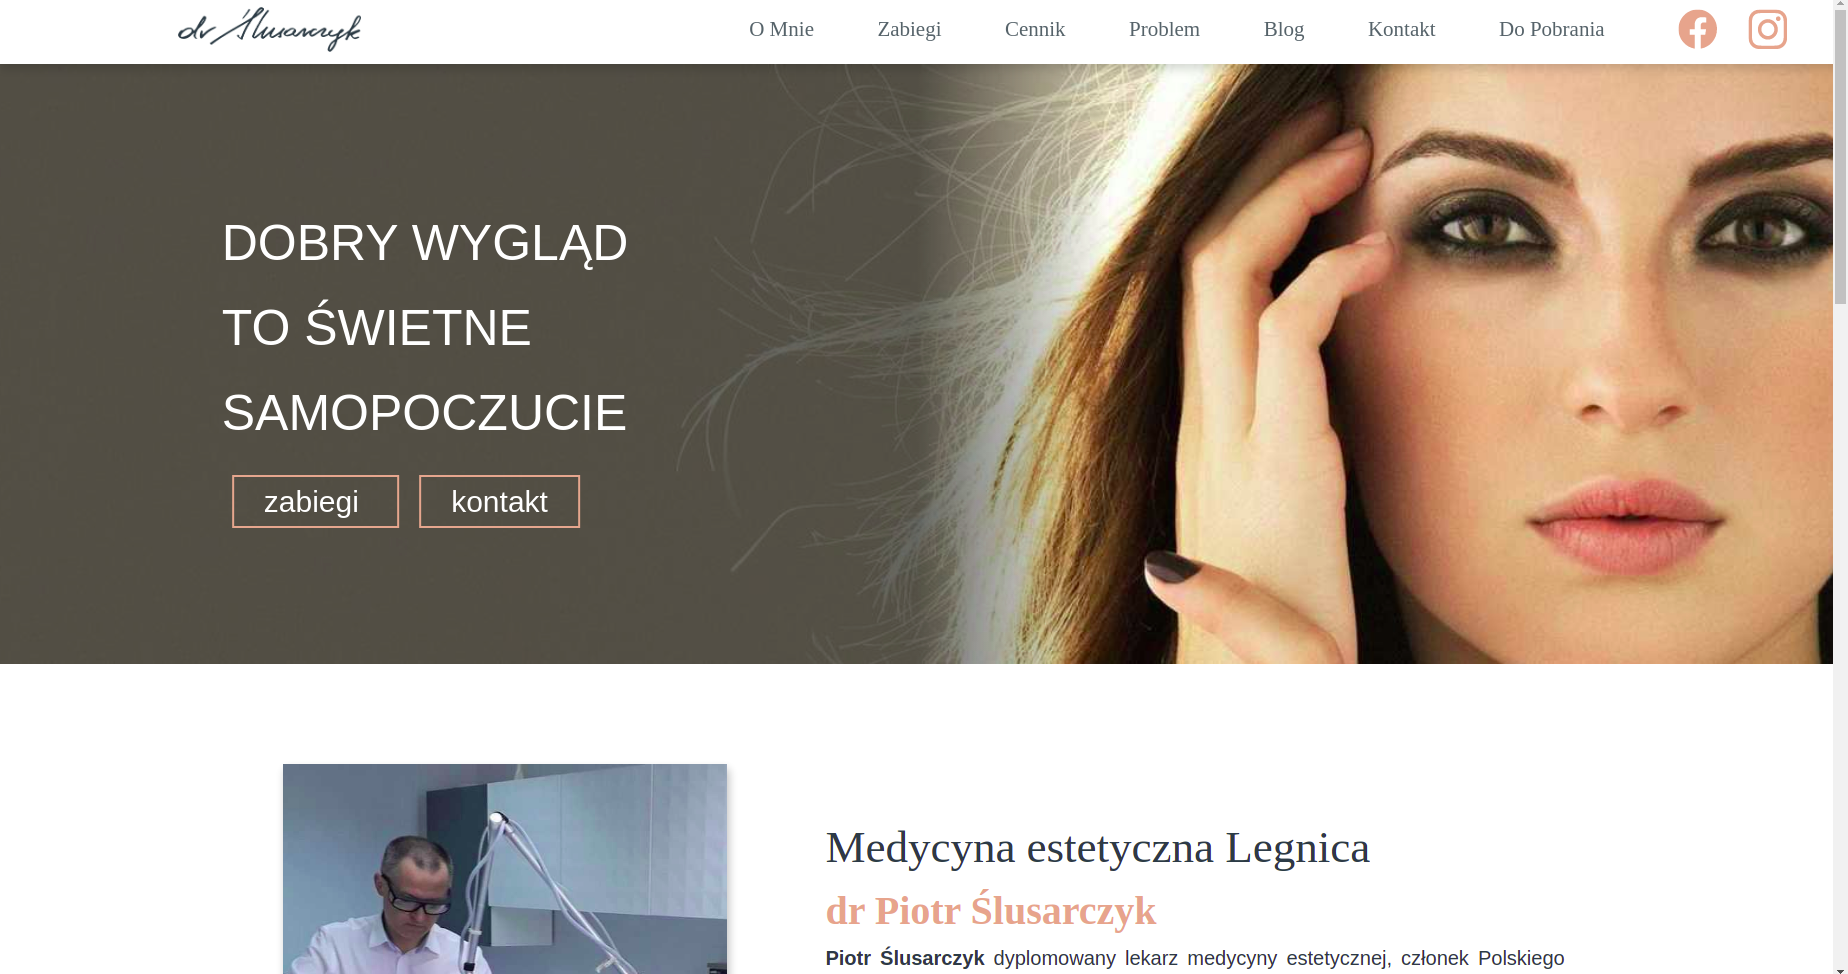 dr Ślusarczyk
O Mnie Zabiegi Cennik Problem Blog Kontakt Do Pobrania
DOBRY WYGLĄD
TO ŚWIETNE
SAMOPOCZUCIE
zabiegi kontakt
Medycyna estetyczna Legnica
dr Piotr Ślusarczyk
Piotr Ślusarczyk dyplomowany lekarz medycyny estetycznej, członek Polskiego